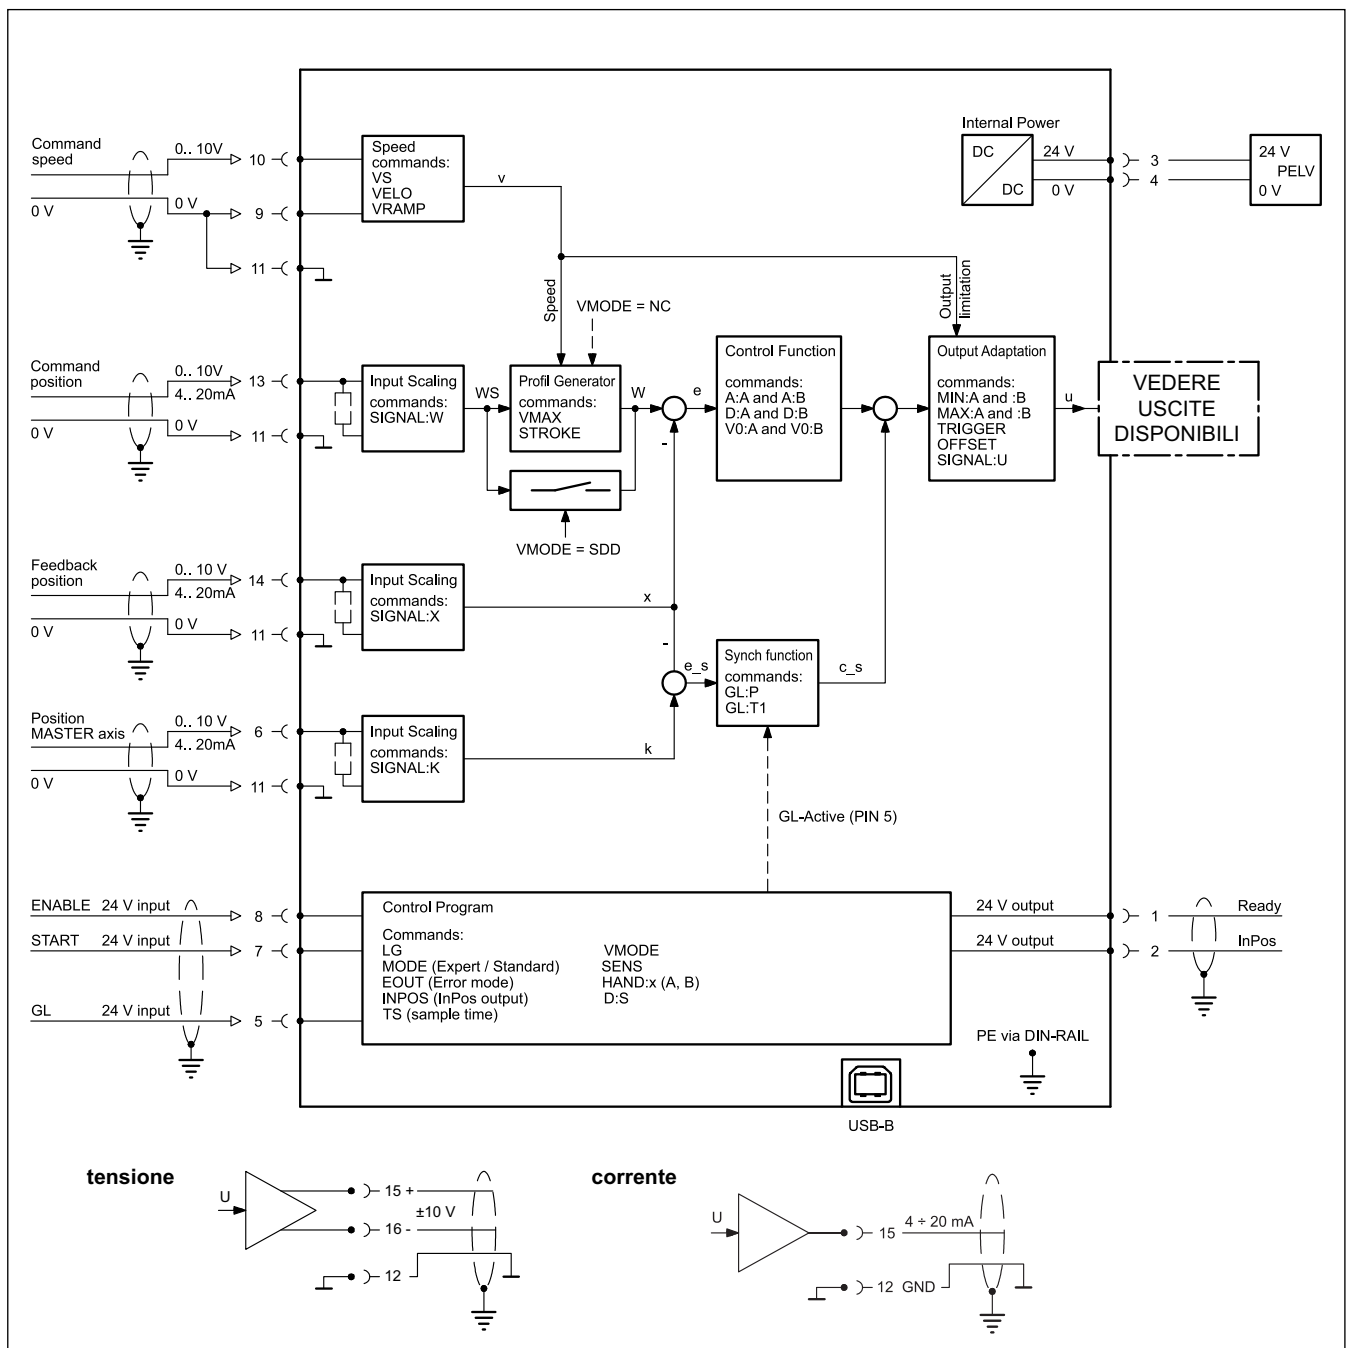 Command
speed
0.. 10V
10
0 V
0 V
9
11
Speed
commands:
VS
VELO
VRAMP
v
Internal Power
DC
DC
24 V
0 V
3
4
24 V
PELV
0 V
Speed
VMODE = NC
Output
limitation
Command
position
0.. 10V
4.. 20mA
13
0 V
0 V
11
Input Scaling
commands:
SIGNAL:W
WS
Profil Generator
commands:
VMAX
STROKE
W
-
e
Control Function
commands:
A:A and A:B
D:A and D:B
V0:A and V0:B
Output Adaptation
commands:
MIN:A and :B
MAX:A and :B
TRIGGER
OFFSET
SIGNAL:U
u
VEDERE
USCITE
DISPONIBILI
VMODE = SDD
Feedback
position
0.. 10 V
4.. 20mA
14
0 V
0 V
11
Input Scaling
commands:
SIGNAL:X
x
-
e_s
Synch function
commands:
GL:P
GL:T1
c_s
Position
MASTER axis
0.. 10 V
4.. 20mA
6
0 V
0 V
11
Input Scaling
commands:
SIGNAL:K
k
GL-Active (PIN 5)
ENABLE 24 V input
8
START 24 V input
7
GL 24 V input
5
Control Program
Commands:
LG VMODE
MODE (Expert / Standard) SENS
EOUT (Error mode) HAND:x (A, B)
INPOS (InPos output) D:S
TS (sample time)
24 V output
1
Ready
24 V output
2
InPos
PE via DIN-RAIL
USB-B
tensione
U
15 +
±10 V
16 -
12
corrente
U
15
4 ÷ 20 mA
12 GND